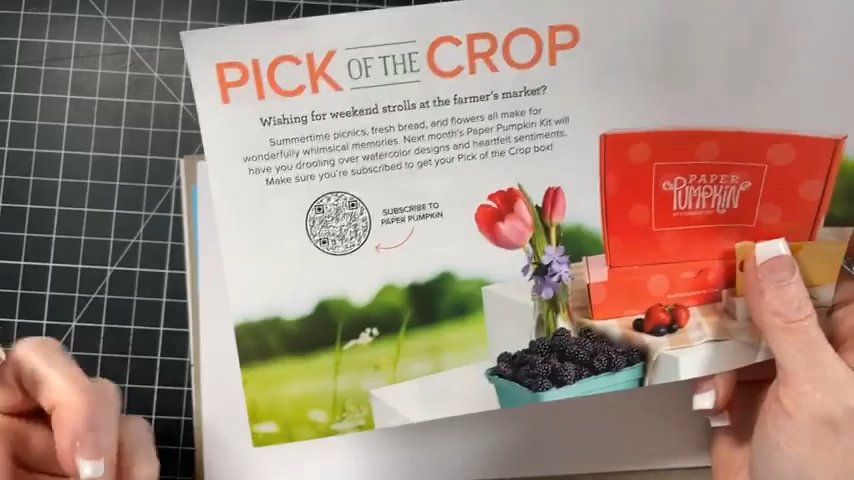 PICK OF THE CROP
Wishing for weekend strolls at the farmer's market?
Summertime picnics, fresh bread, and flowers all make for
wonderfully whimsical memories. Next month's Paper Pumpkin Kit will
have you drooling over watercolor designs and heartfelt sentiments.
Make sure you're subscribed to get your Pick of the Crop box!
SUBSCRIBE TO
PAPER PUMPKIN
PAPER
PUMPKIN